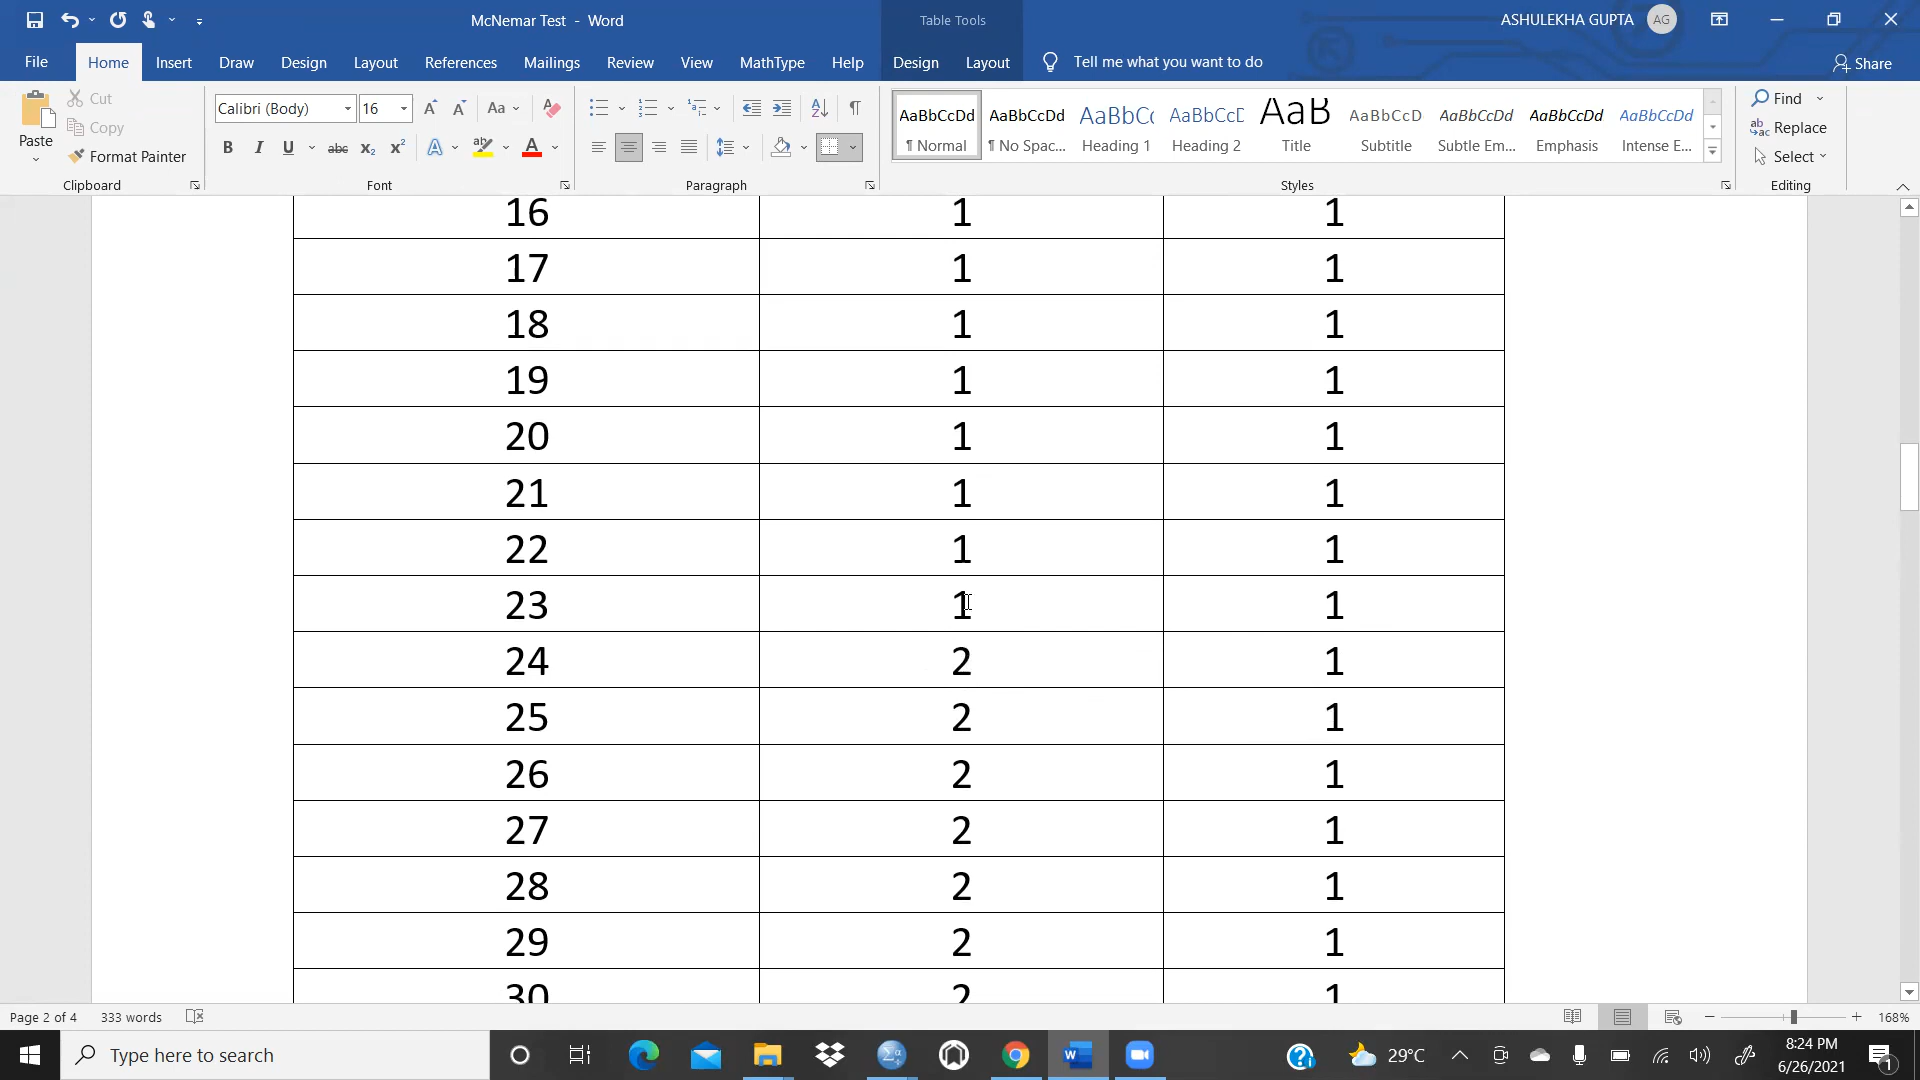 McNemar Test - Word
Table Tools
ASHULEKHA GUPTA
AG
File Home Insert Draw Design Layout References Mailings Review View MathType Help Design Layout Tell me what you want to do Share
Paste
Cut
Copy
Format Painter
Clipboard
Calibri (Body) 16
Font
Paragraph
AaBbCcDd AaBbCcDd AaBbCc AaBbCcD AaB AaBbCcD AaBbCcDd AaBbCcDd AaBbCcDd
¶ Normal ¶ No Spac... Heading 1 Heading 2 Title Subtitle Subtle Em... Emphasis Intense E...
Styles
Find
Replace
Select
Editing
16 1 1
17 1 1
18 1 1
19 1 1
20 1 1
21 1 1
22 1 1
23 1 1
24 2 1
25 2 1
26 2 1
27 2 1
28 2 1
29 2 1
30 2 1
Page 2 of 4 333 words 168%
Type here to search
29°C
8:24 PM
6/26/2021
1